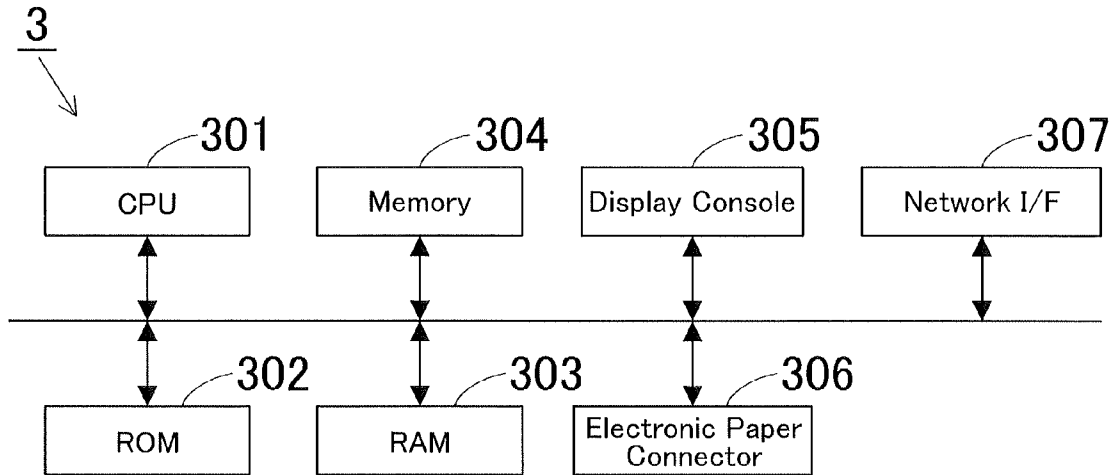 3
301
304
305
307
CPU
Memory
Display Console
Network I/F
302
303
306
ROM
RAM
Electronic Paper
Connector